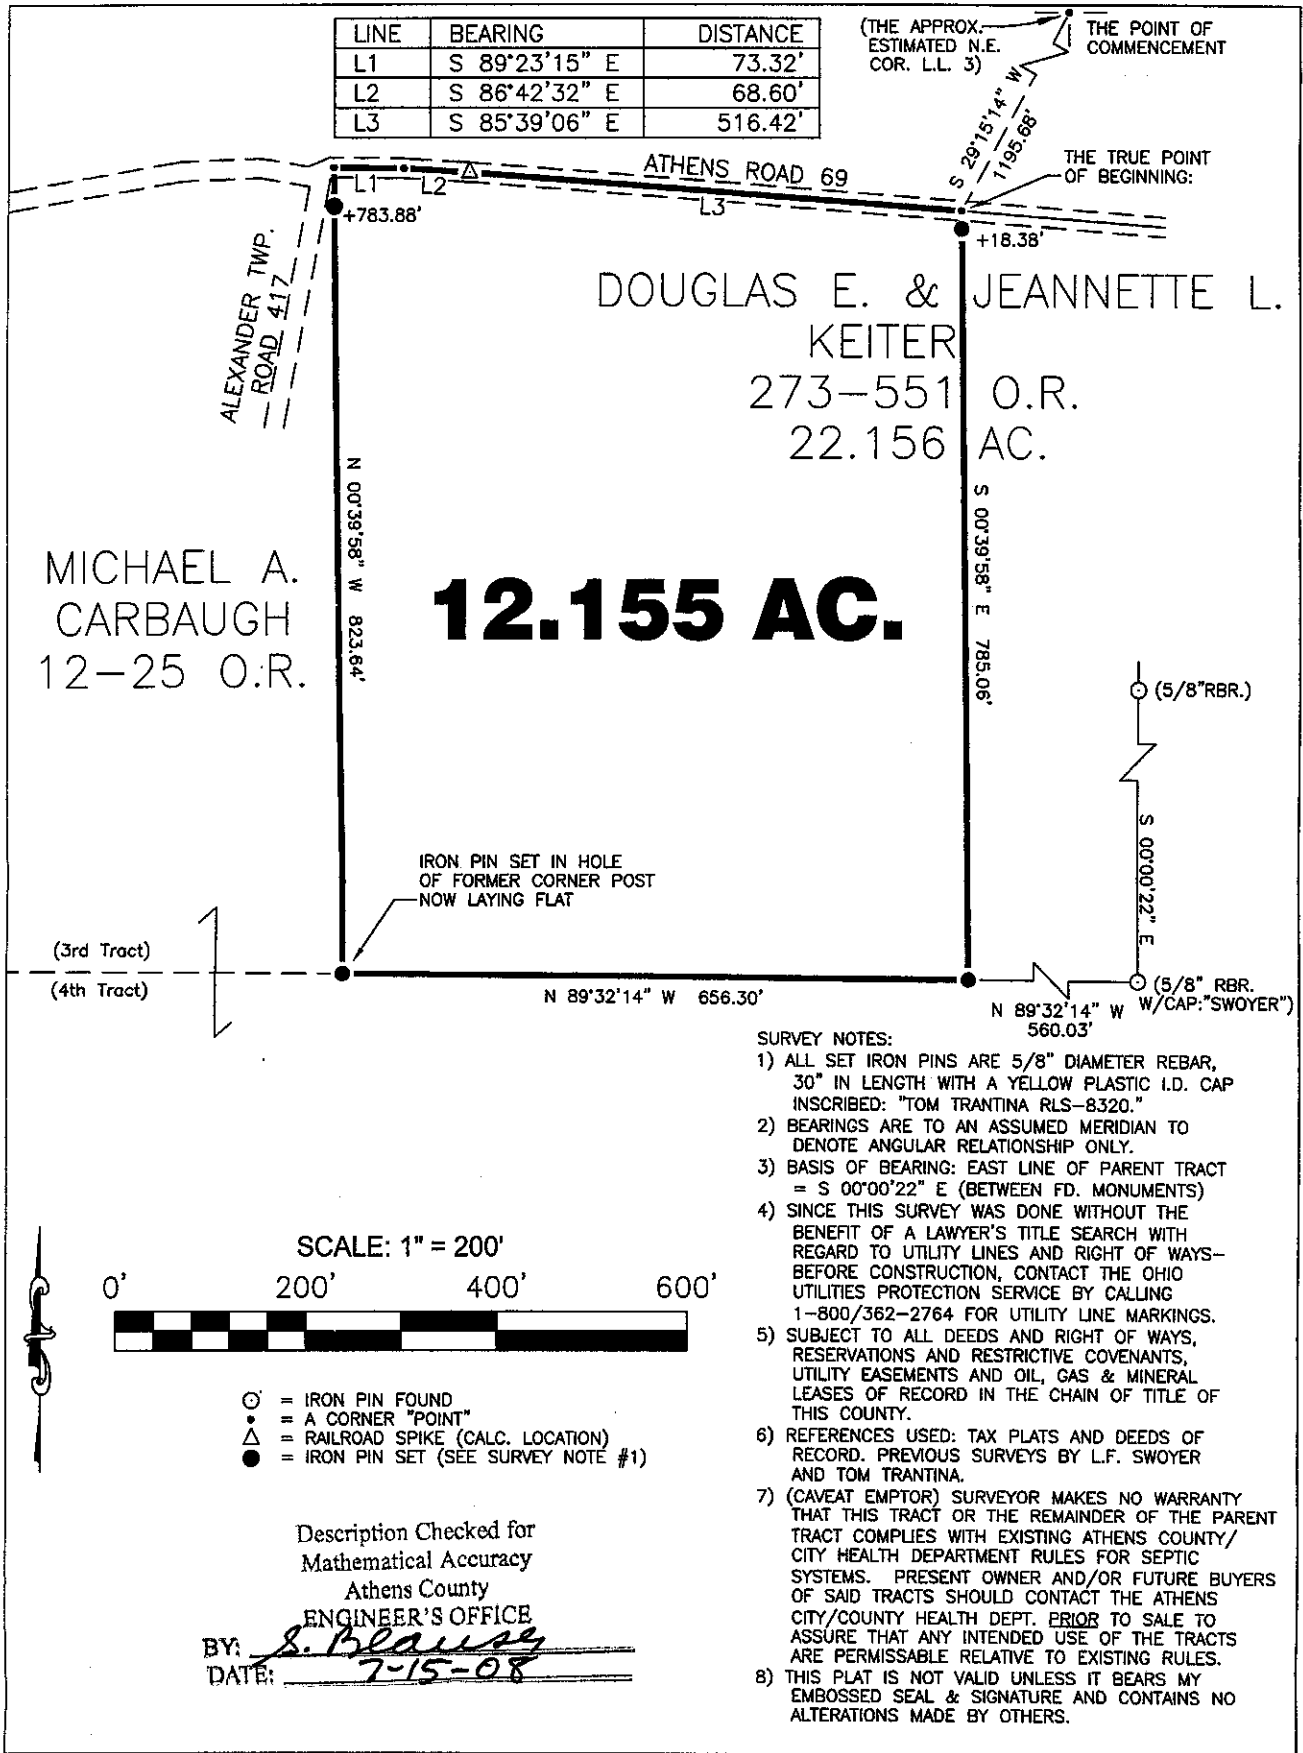 LINE BEARING DISTANCE
L1 S 89°23'15" E 73.32'
L2 S 86°42'32" E 68.60'
L3 S 85°39'06" E 516.42'
(THE APPROX.
ESTIMATED N.E.
COR. L.L. 3)
THE POINT OF
COMMENCEMENT
S 29°15'14" W
1195.68'
THE TRUE POINT
OF BEGINNING:
ATHENS ROAD 69
L1
L2
L3
+783.88'
+18.38'
ALEXANDER TWP.
ROAD 417
DOUGLAS E. & JEANNETTE L.
KEITER
273-551 O.R.
22.156 AC.
N 00°39'58" W 823.64'
S 00°39'58" E 785.06'
MICHAEL A.
CARBAUGH
12-25 O.R.
12.155 AC.
(5/8"RBR.)
S 00°00'22" E
IRON PIN SET IN HOLE
OF FORMER CORNER POST
NOW LAYING FLAT
(3rd Tract)
(4th Tract)
N 89°32'14" W 656.30'
N 89°32'14" W
560.03'
(5/8" RBR.
W/CAP:"SWOYER")
SURVEY NOTES:
1) ALL SET IRON PINS ARE 5/8" DIAMETER REBAR,
30" IN LENGTH WITH A YELLOW PLASTIC I.D. CAP
INSCRIBED: "TOM TRANTINA RLS-8320."
2) BEARINGS ARE TO AN ASSUMED MERIDIAN TO
DENOTE ANGULAR RELATIONSHIP ONLY.
3) BASIS OF BEARING: EAST LINE OF PARENT TRACT
= S 00°00'22" E (BETWEEN FD. MONUMENTS)
4) SINCE THIS SURVEY WAS DONE WITHOUT THE
BENEFIT OF A LAWYER'S TITLE SEARCH WITH
REGARD TO UTILITY LINES AND RIGHT OF WAYS-
BEFORE CONSTRUCTION, CONTACT THE OHIO
UTILITIES PROTECTION SERVICE BY CALLING
1-800/362-2764 FOR UTILITY LINE MARKINGS.
5) SUBJECT TO ALL DEEDS AND RIGHT OF WAYS,
RESERVATIONS AND RESTRICTIVE COVENANTS,
UTILITY EASEMENTS AND OIL, GAS & MINERAL
LEASES OF RECORD IN THE CHAIN OF TITLE OF
THIS COUNTY.
6) REFERENCES USED: TAX PLATS AND DEEDS OF
RECORD. PREVIOUS SURVEYS BY L.F. SWOYER
AND TOM TRANTINA.
7) (CAVEAT EMPTOR) SURVEYOR MAKES NO WARRANTY
THAT THIS TRACT OR THE REMAINDER OF THE PARENT
TRACT COMPLIES WITH EXISTING ATHENS COUNTY/
CITY HEALTH DEPARTMENT RULES FOR SEPTIC
SYSTEMS. PRESENT OWNER AND/OR FUTURE BUYERS
OF SAID TRACTS SHOULD CONTACT THE ATHENS
CITY/COUNTY HEALTH DEPT. PRIOR TO SALE TO
ASSURE THAT ANY INTENDED USE OF THE TRACTS
ARE PERMISSABLE RELATIVE TO EXISTING RULES.
8) THIS PLAT IS NOT VALID UNLESS IT BEARS MY
EMBOSSED SEAL & SIGNATURE AND CONTAINS NO
ALTERATIONS MADE BY OTHERS.
SCALE: 1" = 200'
0' 200' 400' 600'
= IRON PIN FOUND
= A CORNER "POINT"
= RAILROAD SPIKE (CALC. LOCATION)
= IRON PIN SET (SEE SURVEY NOTE #1)
Description Checked for
Mathematical Accuracy
Athens County
ENGINEER'S OFFICE
BY: S.
DATE: 7-15-08